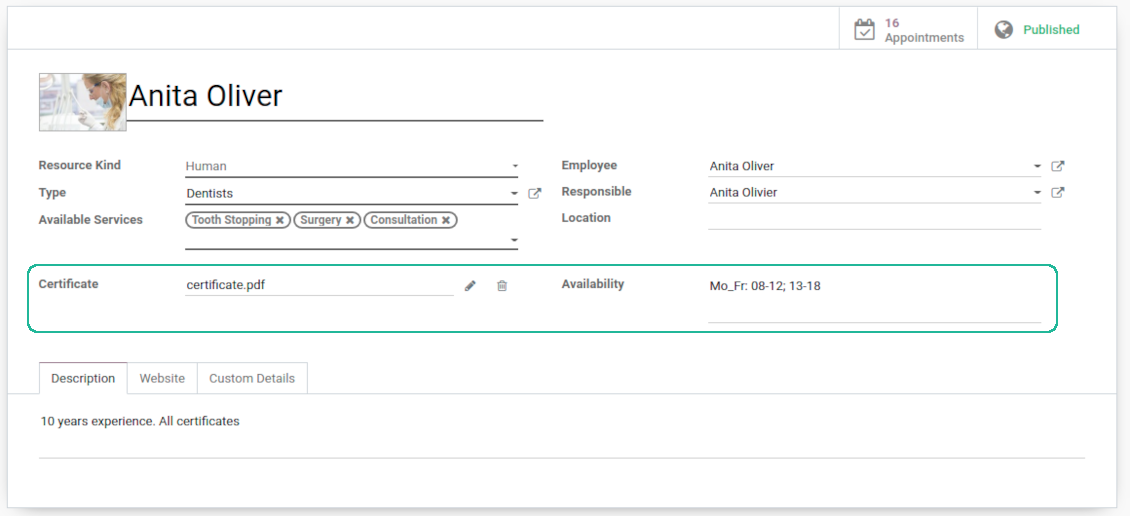 16
Appointments
Published
Anita Oliver
Resource Kind
Human
Employee
Anita Oliver
Type
Dentists
Responsible
Anita Olivier
Available Services
Tooth Stopping ✖ Surgery ✖ Consultation ✖
Location
Certificate
certificate.pdf
Availability
Mo_Fr: 08-12; 13-18
Description Website Custom Details
10 years experience. All certificates